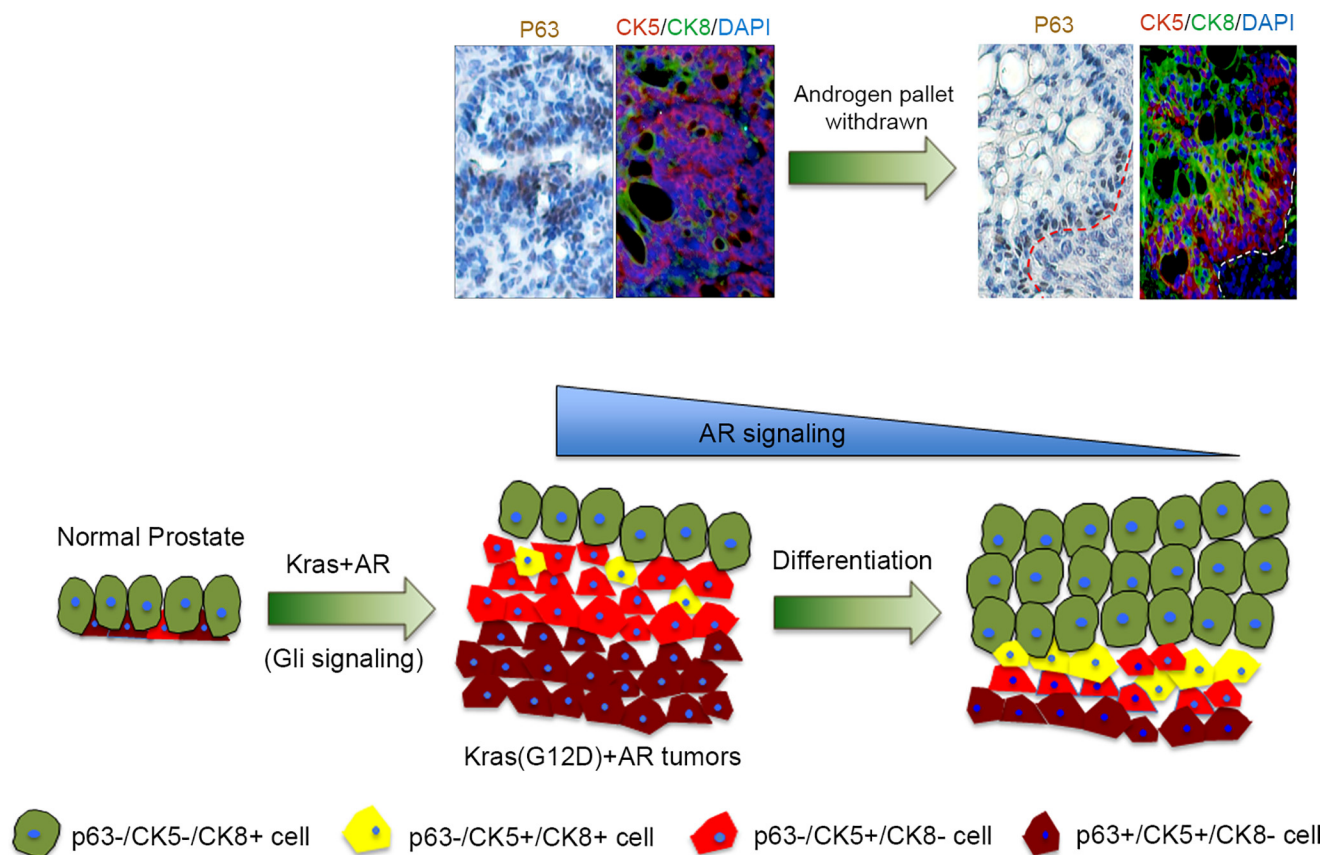 P63
CK5/CK8/DAPI
P63
CK5/CK8/DAPI
Androgen pallet
withdrawn
AR signaling
Normal Prostate
Kras+AR
(Gli signaling)
Differentiation
Kras(G12D)+AR tumors
p63-/CK5-/CK8+ cell
p63-/CK5+/CK8+ cell
p63-/CK5+/CK8- cell
p63+/CK5+/CK8- cell